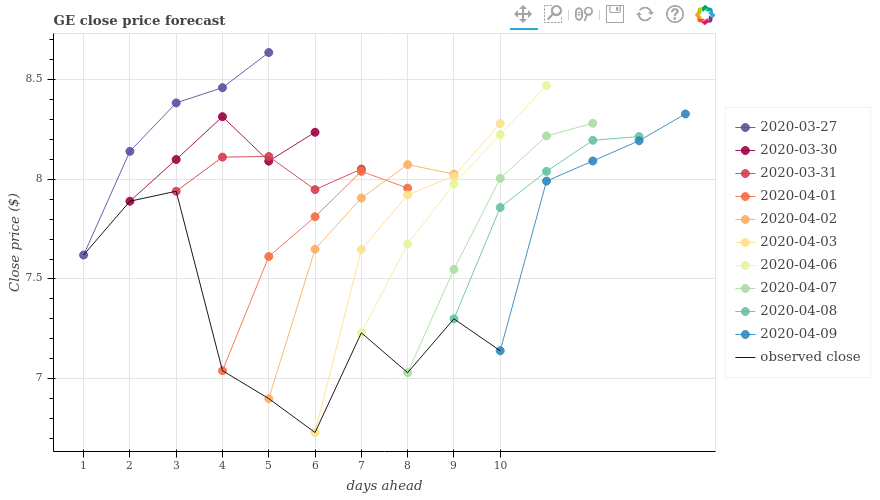 GE close price forecast
8.5
8
7.5
7
Close price ($)
1 2 3 4 5 6 7 8 9 10
days ahead
2020-03-27
2020-03-30
2020-03-31
2020-04-01
2020-04-02
2020-04-03
2020-04-06
2020-04-07
2020-04-08
2020-04-09
observed close